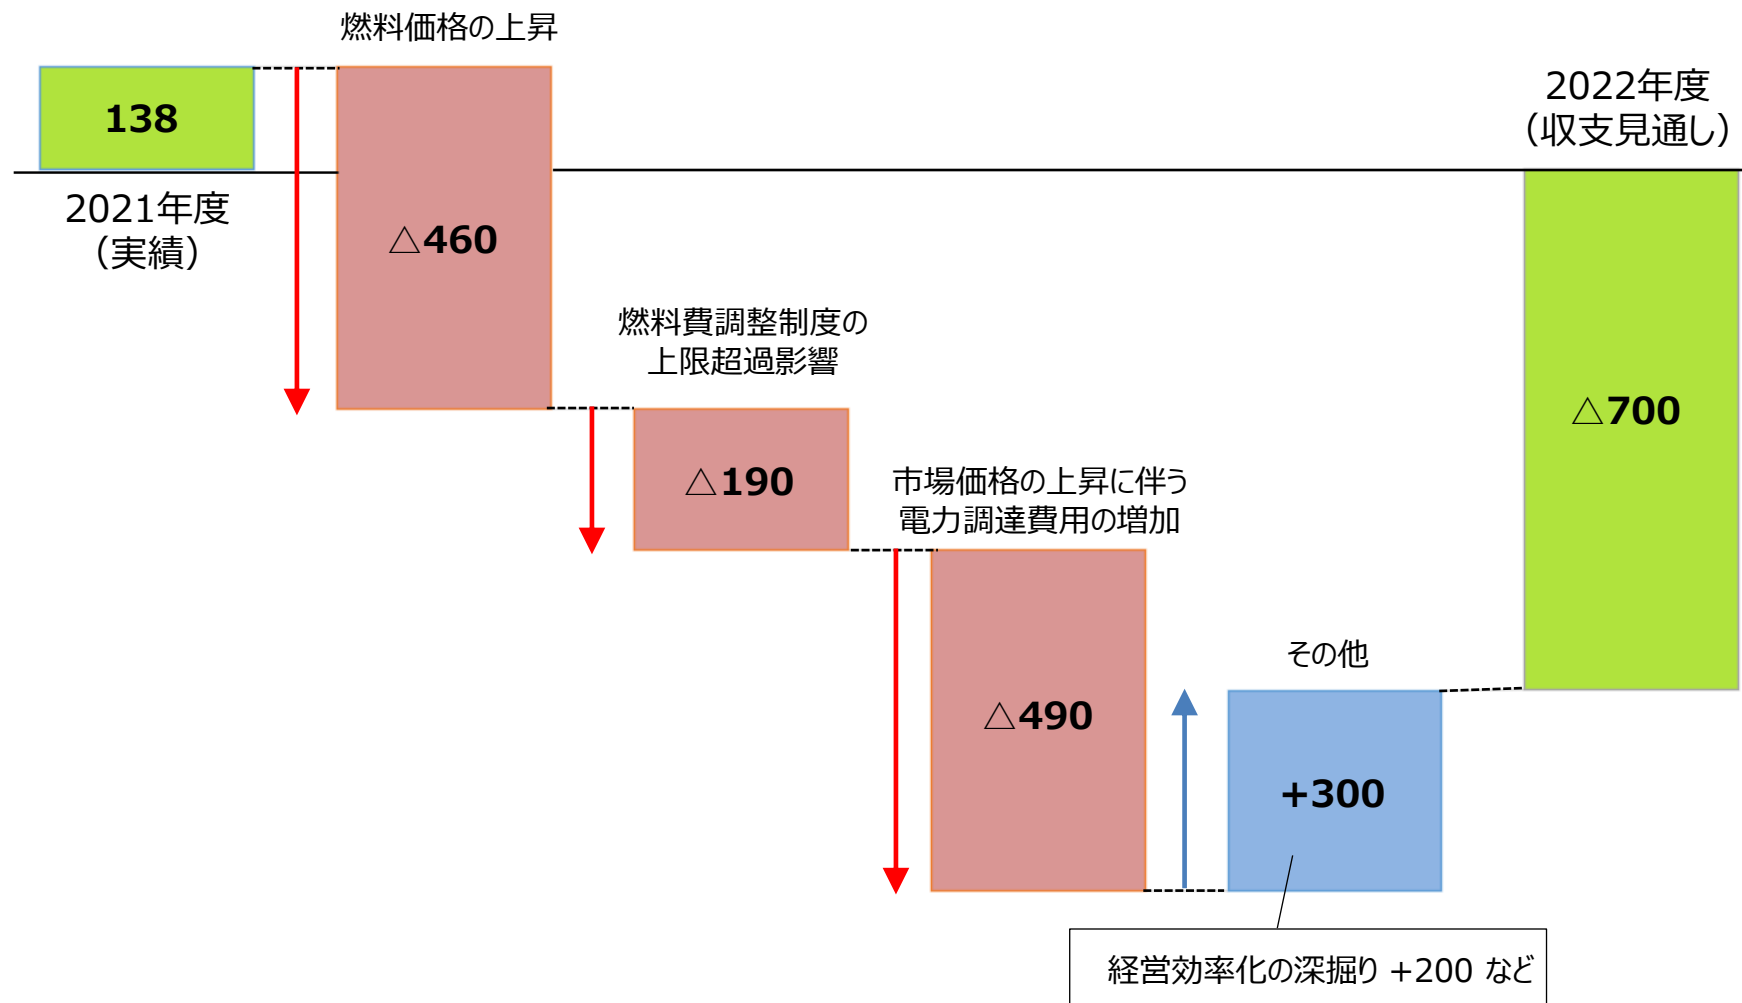 燃料価格の上昇
138
2021年度
（実績）
△460
燃料費調整制度の
上限超過影響
△190
市場価格の上昇に伴う
電力調達費用の増加
△490
その他
+300
経営効率化の深掘り +200 など
2022年度
（収支見通し）
△700